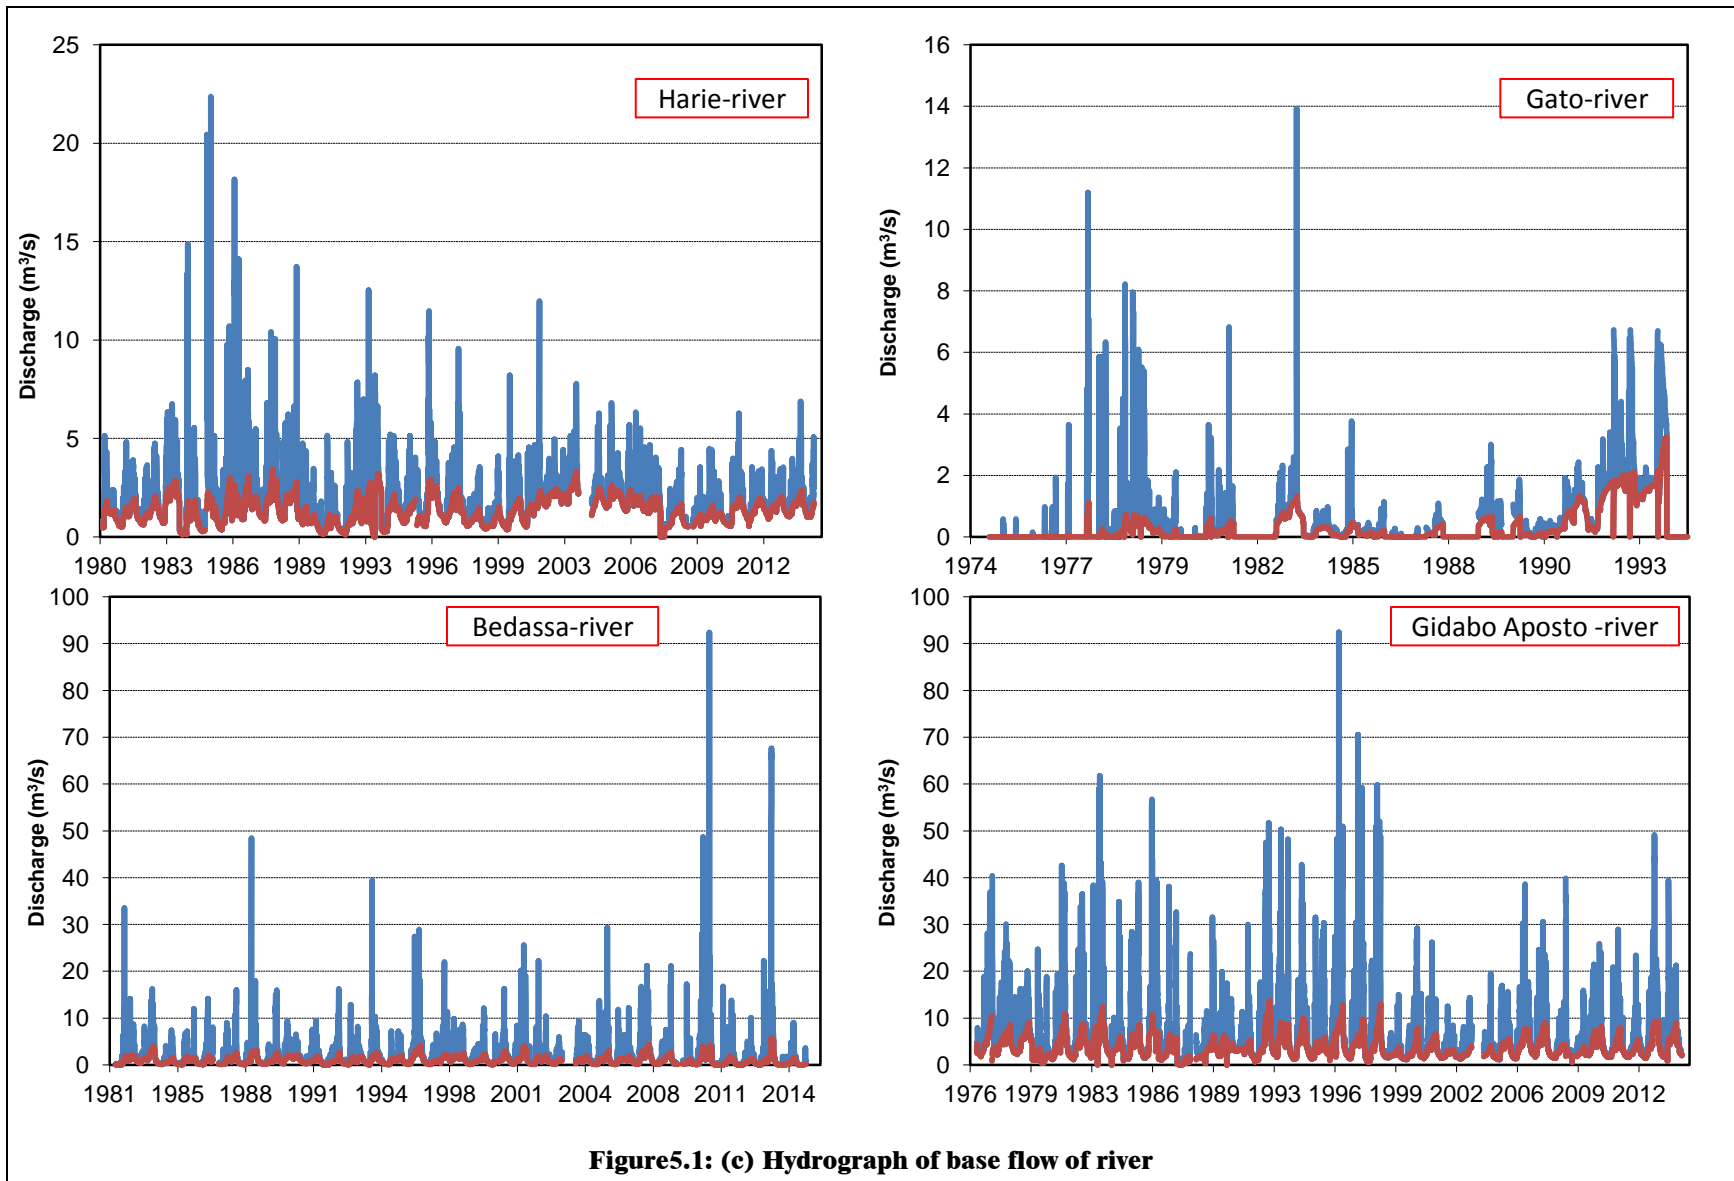 Harie-river
Discharge (m³/s)
25
20
15
10
5
0
1980 1983 1986 1989 1993 1996 1999 2003 2006 2009 2012
Gato-river
Discharge (m³/s)
16
14
12
10
8
6
4
2
0
1974 1977 1979 1982 1985 1988 1990 1993
Bedassa-river
Discharge (m³/s)
100
90
80
70
60
50
40
30
20
10
0
1981 1985 1988 1991 1994 1998 2001 2004 2008 2011 2014
Gidabo Aposto -river
Discharge (m³/s)
100
90
80
70
60
50
40
30
20
10
0
1976 1979 1983 1986 1989 1993 1996 1999 2002 2006 2009 2012
Figure5.1: (c) Hydrograph of base flow of river